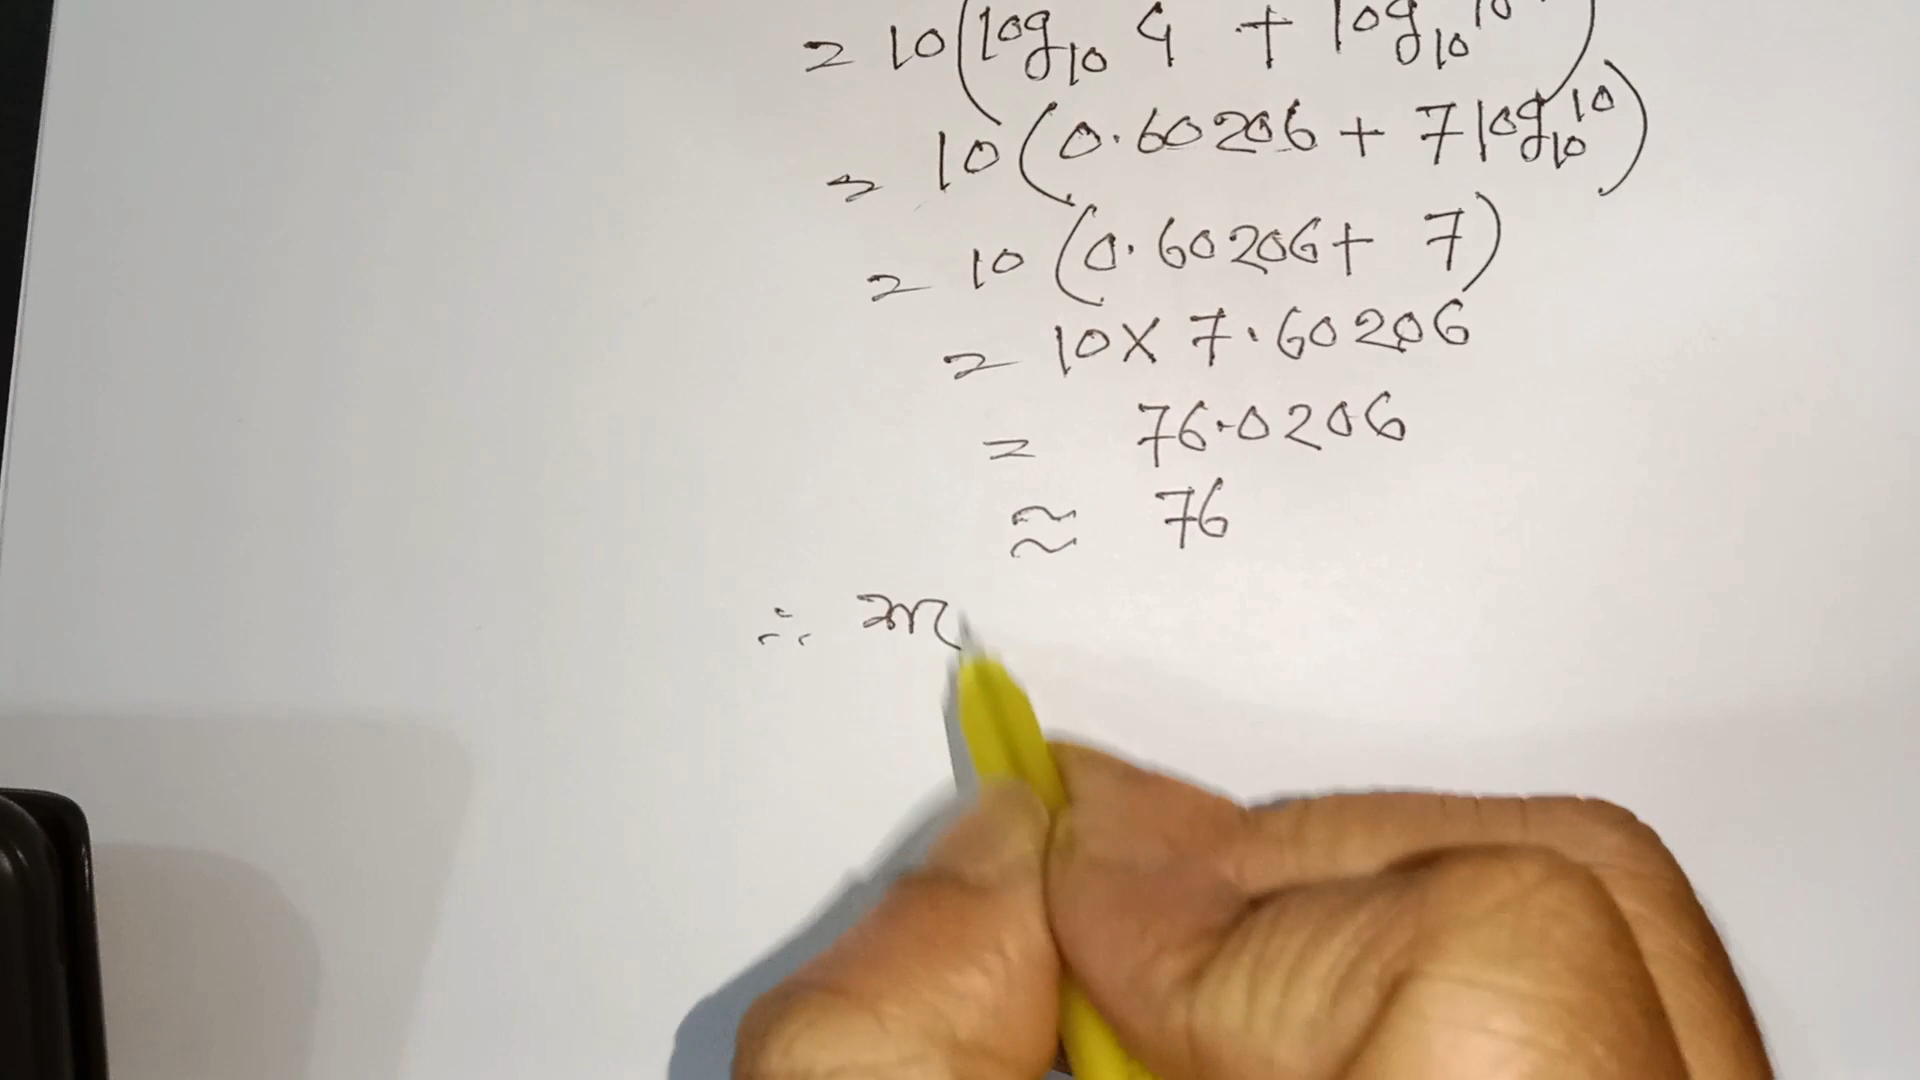 = 10(log₁₀ 4 + log₁₀ 10
= 10(0.60206 + 7 log₁₀ 10)
= 10(0.60206 + 7)
= 10 × 7.60206
= 76.0206
≈ 76
∴